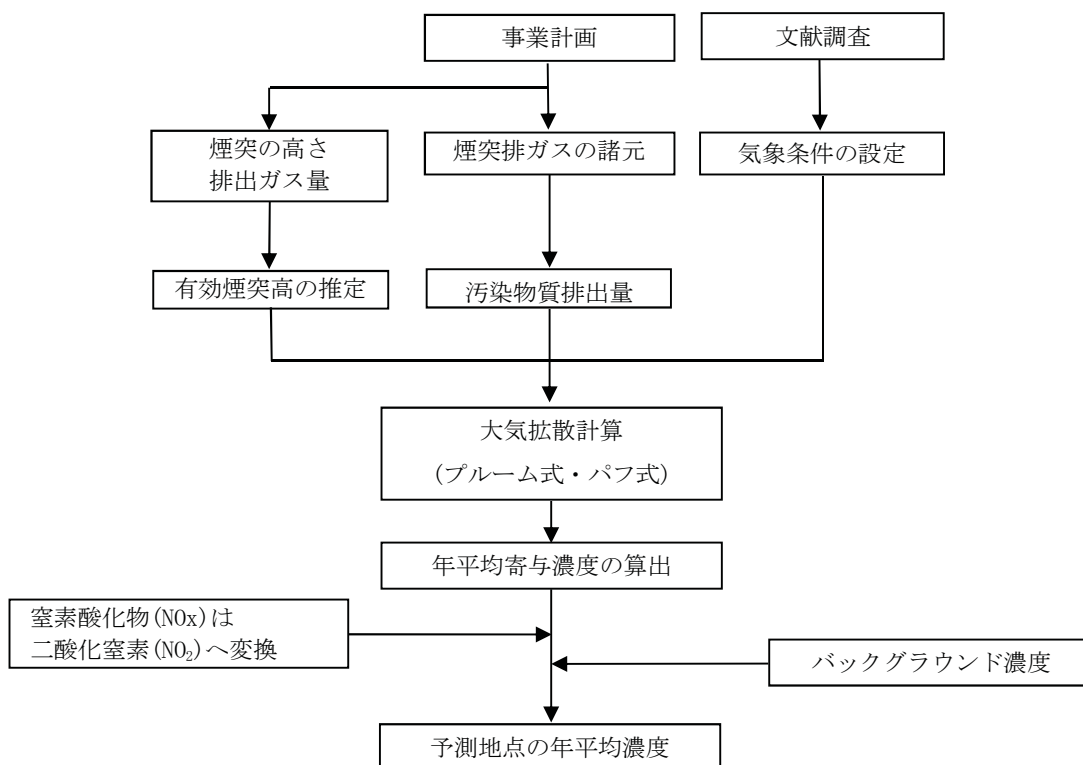 事業計画
文献調査
煙突の高さ
排出ガス量
煙突排ガスの諸元
気象条件の設定
有効煙突高の推定
汚染物質排出量
大気拡散計算
(プルーム式・パフ式)
年平均寄与濃度の算出
窒素酸化物(NOx)は
二酸化窒素(NO₂)へ変換
バックグラウンド濃度
予測地点の年平均濃度